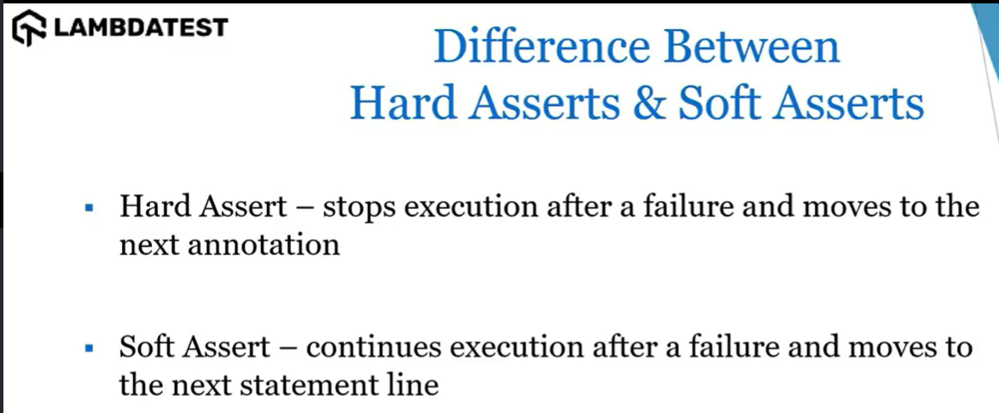 LAMBDATEST
Difference Between
Hard Asserts & Soft Asserts
▪ Hard Assert – stops execution after a failure and moves to the
next annotation
▪ Soft Assert – continues execution after a failure and moves to
the next statement line